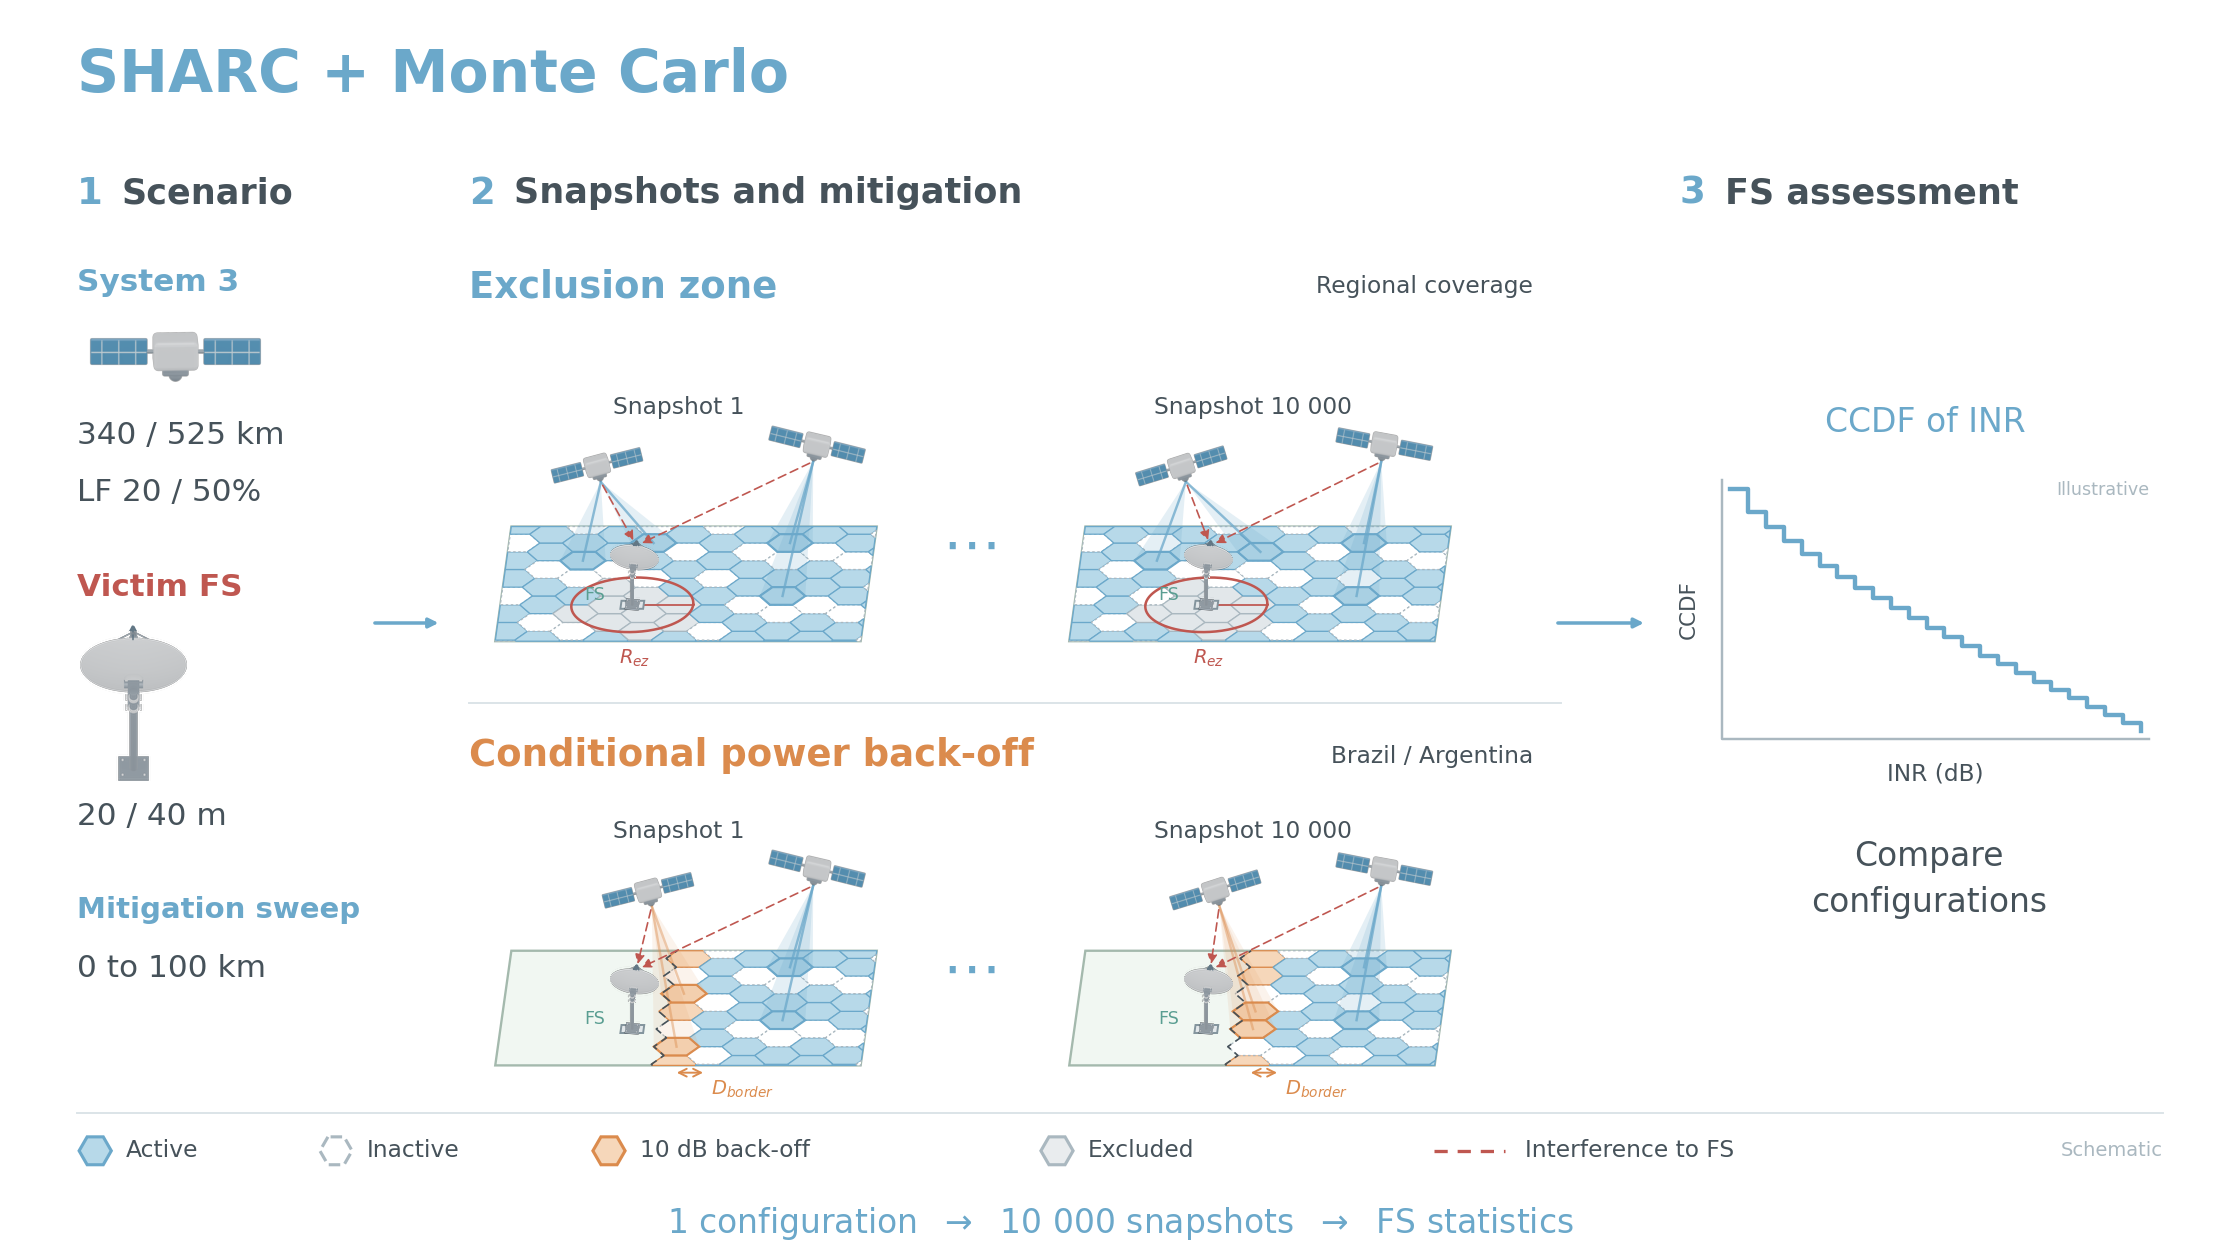 SHARC + Monte Carlo
1 Scenario
System 3
340 / 525 km
LF 20 / 50%
Victim FS
20 / 40 m
Mitigation sweep
0 to 100 km
2 Snapshots and mitigation
Exclusion zone
Regional coverage
Snapshot 1
FS
Rez
...
Snapshot 10 000
FS
Rez
Conditional power back-off
Brazil / Argentina
Snapshot 1
FS
Dborder
...
Snapshot 10 000
FS
Dborder
3 FS assessment
CCDF of INR
Illustrative
CCDF
INR (dB)
Compare
configurations
Active
Inactive
10 dB back-off
Excluded
Interference to FS
Schematic
1 configuration → 10 000 snapshots → FS statistics